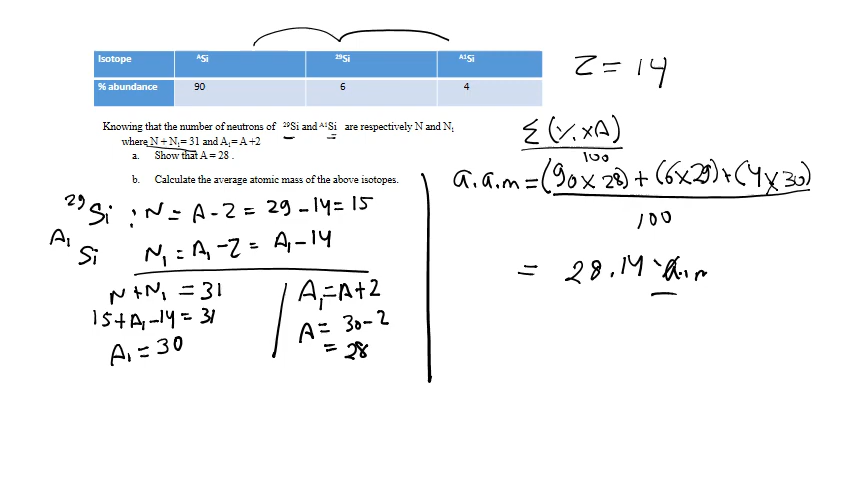 Isotope ᴬSi ²⁹Si ᴬ¹Si
% abundance 90 6 4
Z = 14
Knowing that the number of neutrons of ²⁹Si and ᴬ¹Si are respectively N and N₁
where N + N₁= 31 and A₁= A +2
a. Show that A = 28 .
b. Calculate the average atomic mass of the above isotopes.
²⁹Si : N = A - Z = 29 - 14 = 15
ᴬ₁ Si N₁ = A₁ - Z = A₁ - 14
N + N₁ = 31
15 + A₁ - 14 = 31
A₁ = 30
A₁ = A + 2
A = 30 - 2
= 28
Σ (% × A)
100
a.a.m = (90 × 28) + (6 × 29) + (4 × 30)
100
= 28.14